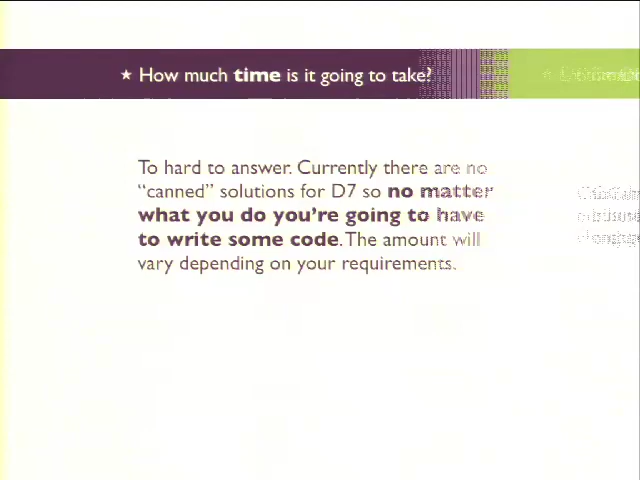 ★ How much time is it going to take?
To hard to answer. Currently there are no
"canned" solutions for D7 so no matter
what you do you're going to have
to write some code. The amount will
vary depending on your requirements.